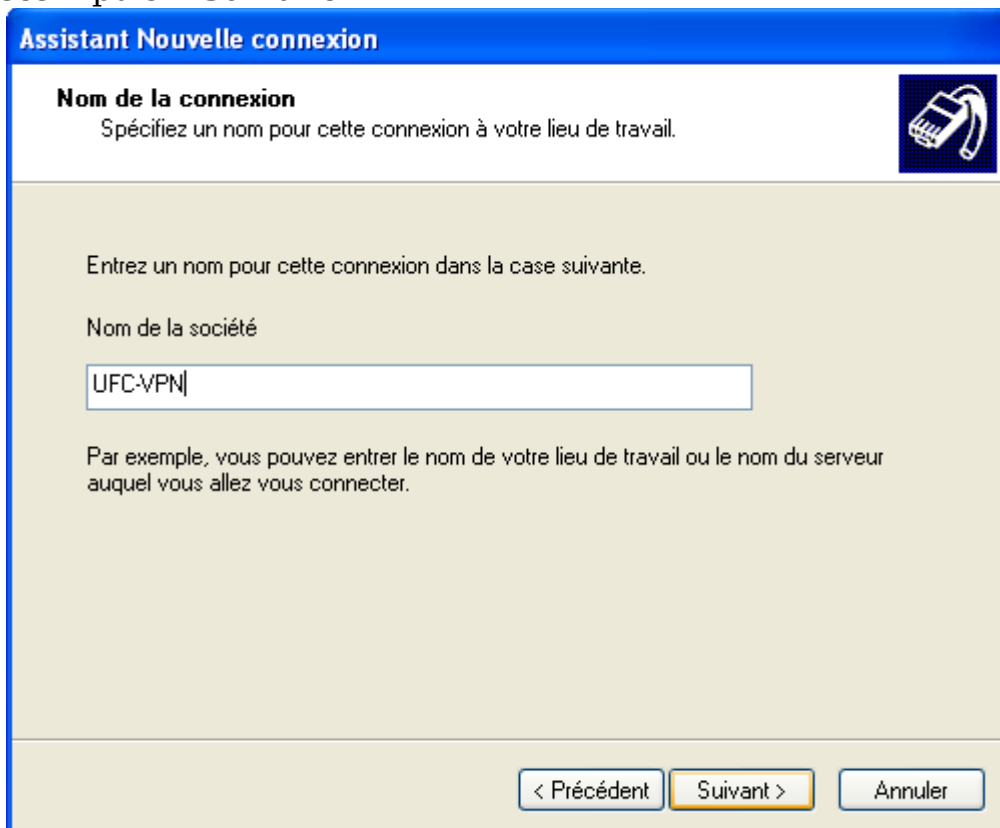 Assistant Nouvelle connexion
Nom de la connexion
Spécifiez un nom pour cette connexion à votre lieu de travail.
Entrez un nom pour cette connexion dans la case suivante.
Nom de la société
UFC-VPN
Par exemple, vous pouvez entrer le nom de votre lieu de travail ou le nom du serveur
auquel vous allez vous connecter.
< Précédent Suivant > Annuler